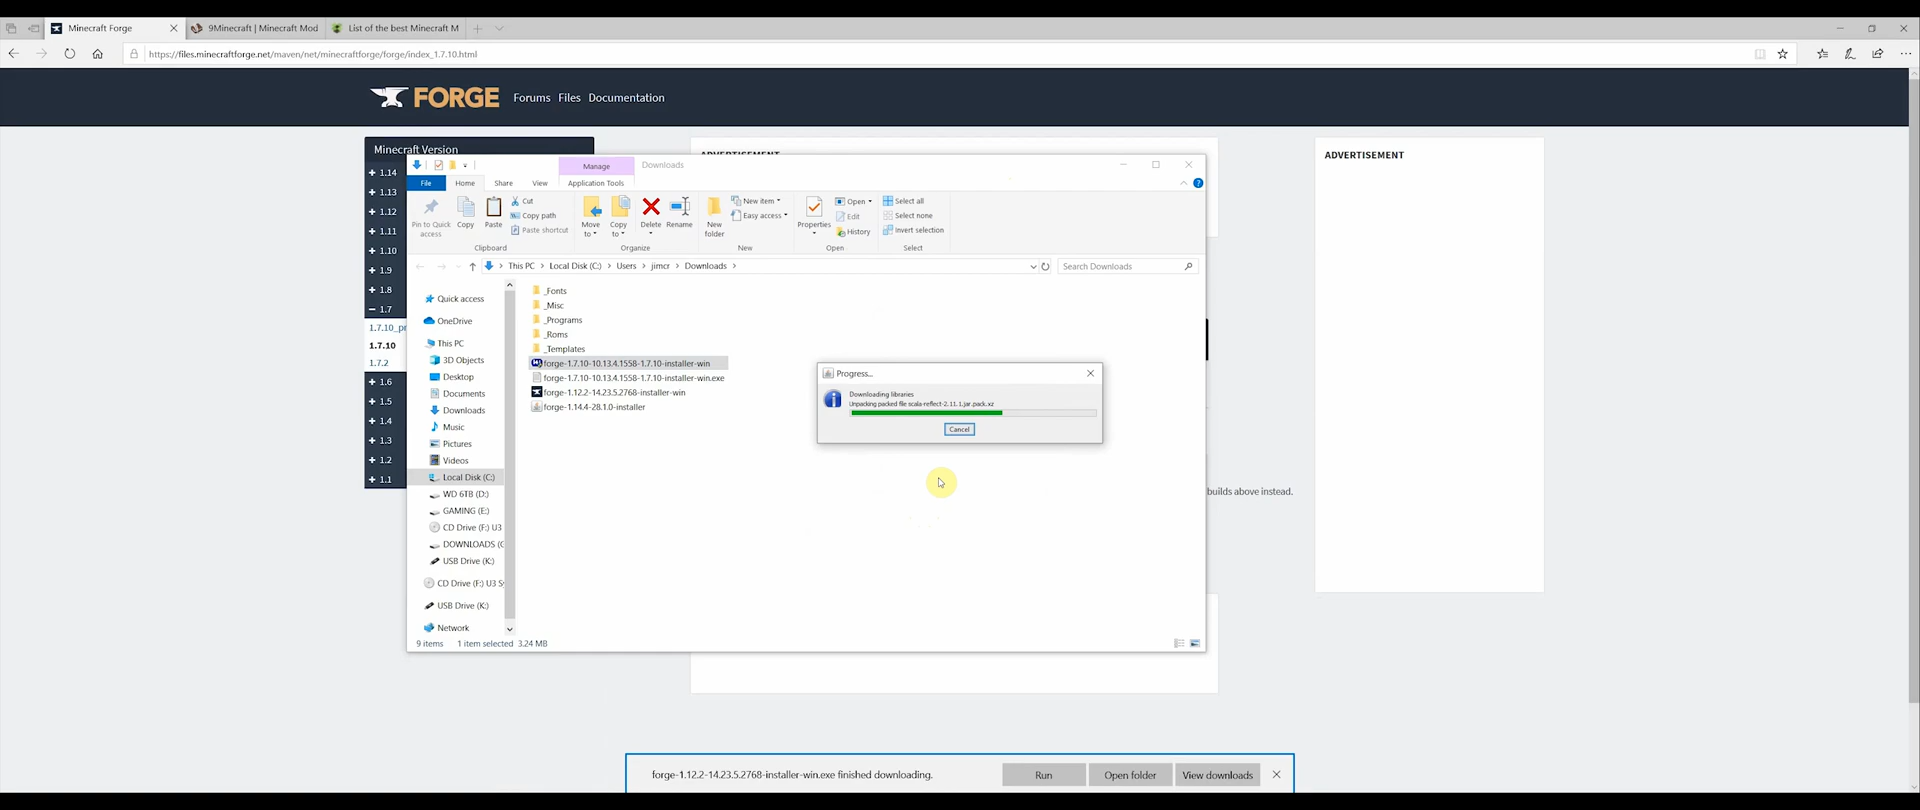 Minecraft Forge
9Minecraft | Minecraft Mod
List of the best Minecraft M
https://files.minecraftforge.net/maven/net/minecraftforge/forge/index_1.7.10.html
FORGE Forums Files Documentation
Minecraft Version
ADVERTISEMENT
ADVERTISEMENT
1.14
1.13
1.12
1.11
1.10
1.9
1.8
1.7
1.7.10_pr
1.7.10
1.7.2
1.6
1.5
1.4
1.3
1.2
1.1
Manage
Downloads
File Home Share View Application Tools
Pin to Quick access
Copy
Paste
Cut
Copy path
Paste shortcut
Clipboard
Move to
Copy to
Delete
Rename
Organize
New folder
New item
Easy access
New
Properties
Open
Edit
History
Open
Select all
Select none
Invert selection
Select
This PC > Local Disk (C:) > Users > jimcr > Downloads >
Search Downloads
Quick access
OneDrive
This PC
3D Objects
Desktop
Documents
Downloads
Music
Pictures
Videos
Local Disk (C:)
WD 6TB (D:)
GAMING (E:)
CD Drive (F:) U3
DOWNLOADS (G
USB Drive (K:)
CD Drive (F:) U3 S
USB Drive (K:)
Network
_Fonts
_Misc
_Programs
_Roms
_Templates
forge-1.7.10-10.13.4.1558-1.7.10-installer-win
forge-1.7.10-10.13.4.1558-1.7.10-installer-win.exe
forge-1.12.2-14.23.5.2768-installer-win
forge-1.14.4-28.1.0-installer
Progress...
Downloading libraries
Unpacking packed file scala-reflect-2.11.1.jar.pack.xz
Cancel
builds above instead.
9 items 1 item selected 3.24 MB
forge-1.12.2-14.23.5.2768-installer-win.exe finished downloading.
Run
Open folder
View downloads